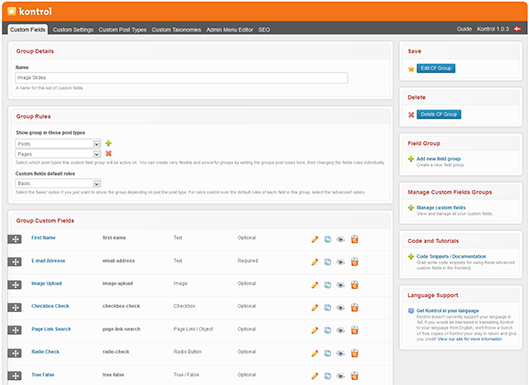 kontrol
Custom Fields Custom Settings Custom Post Types Custom Taxonomies Admin Menu Editor SEO Guide Kontrol 1.0.3
Group Details
Name
Image Slides
A name for this set of custom fields.
Group Rules
Show group in these post types
Posts
Pages
Select which post types this custom field group will be active on. You can create very flexible and powerful groups by setting the groups post types here, then changing the fields rules individually
Custom fields default rules
Basic
Select the 'basic' option if you just want to show the group depending on just the post type. For more control over the default rules of each field in this group, select the 'advanced' option.
Group Custom Fields
First Name first-name Text Optional
E-mail Adresse email-address Text Required
Image Upload image-upload Image Optional
Checkbox Check checkbox-check Checkbox Optional
Page Link Search page-link-search Page Link / Object Optional
Radio Check radio-check Radio Button Optional
True False true-false True / False Optional
Save
Edit CF Group
Delete
Delete CF Group
Field Group
Add new field group
Create a new field group
Manage Custom Fields Groups
Manage custom fields
View and manage all your custom fields.
Code and Tutorials
Code Snippets / Documentation
Grab some code snippets for using these advanced custom fields in the frontend.
Language Support
Get Kontrol in your language
Kontrol doesn't currently support your language in full. If you would be interested in translating Kontrol to your language from English, we'll throw a bunch of free copies of Kontrol your way in return and give you credit! View our site for more information